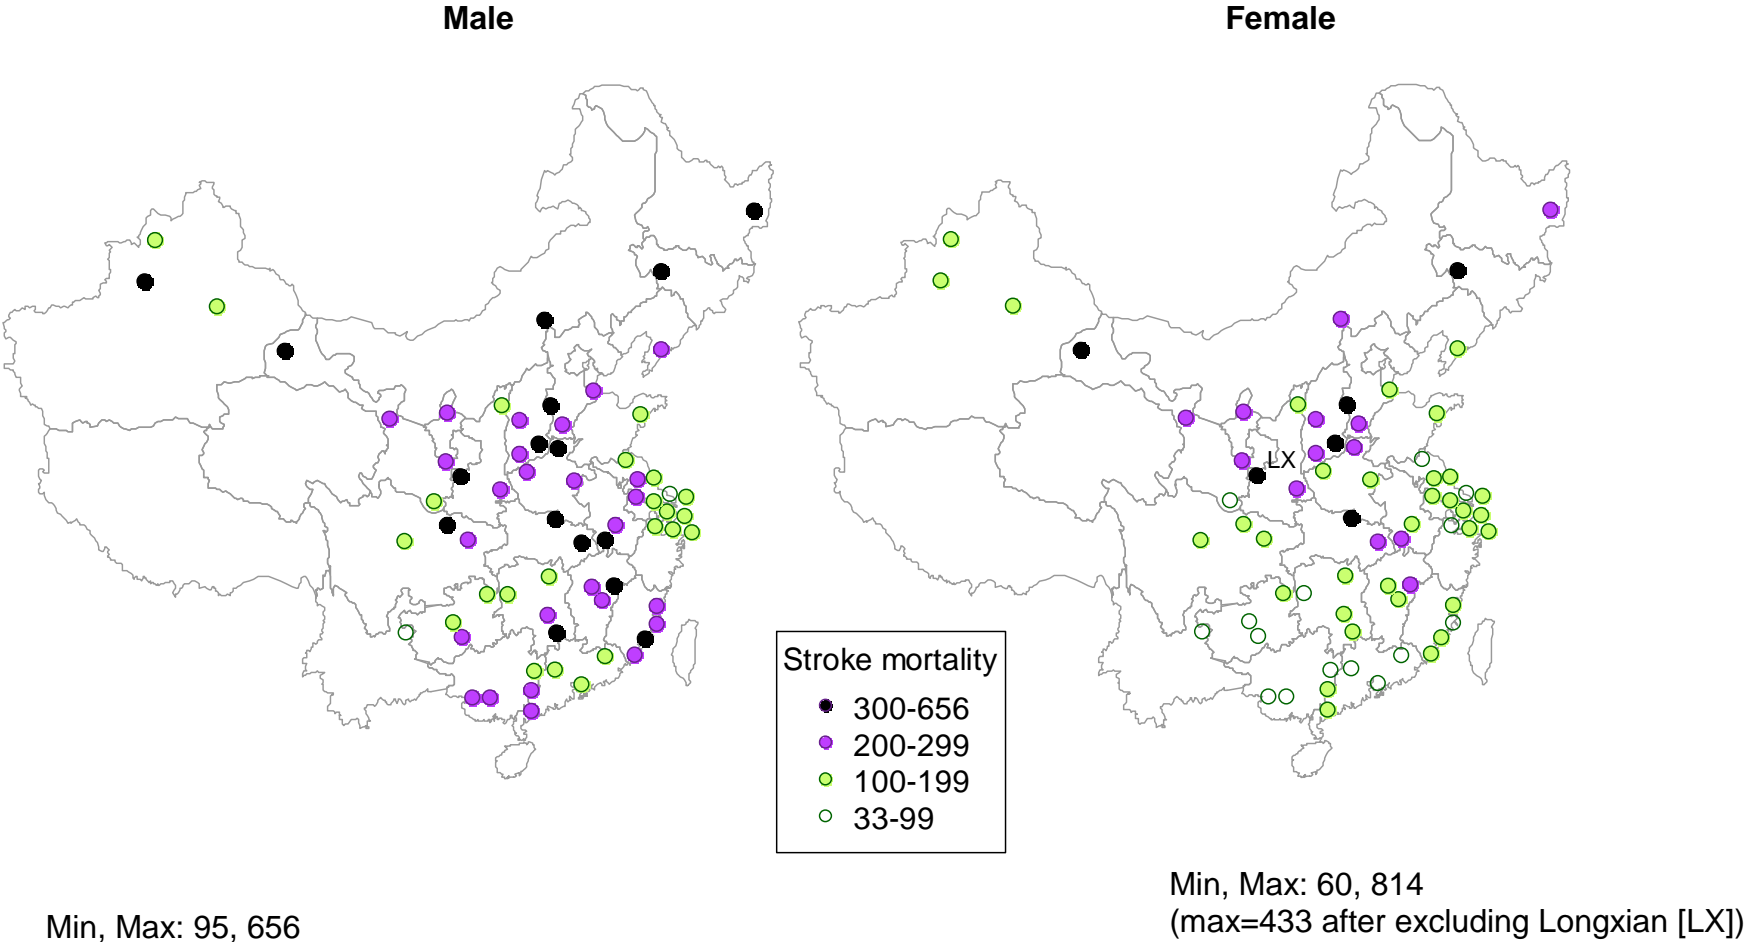 Male
Female
LX
Stroke mortality
300-656
200-299
100-199
33-99
Min, Max: 60, 814
(max=433 after excluding Longxian [LX])
Min, Max: 95, 656